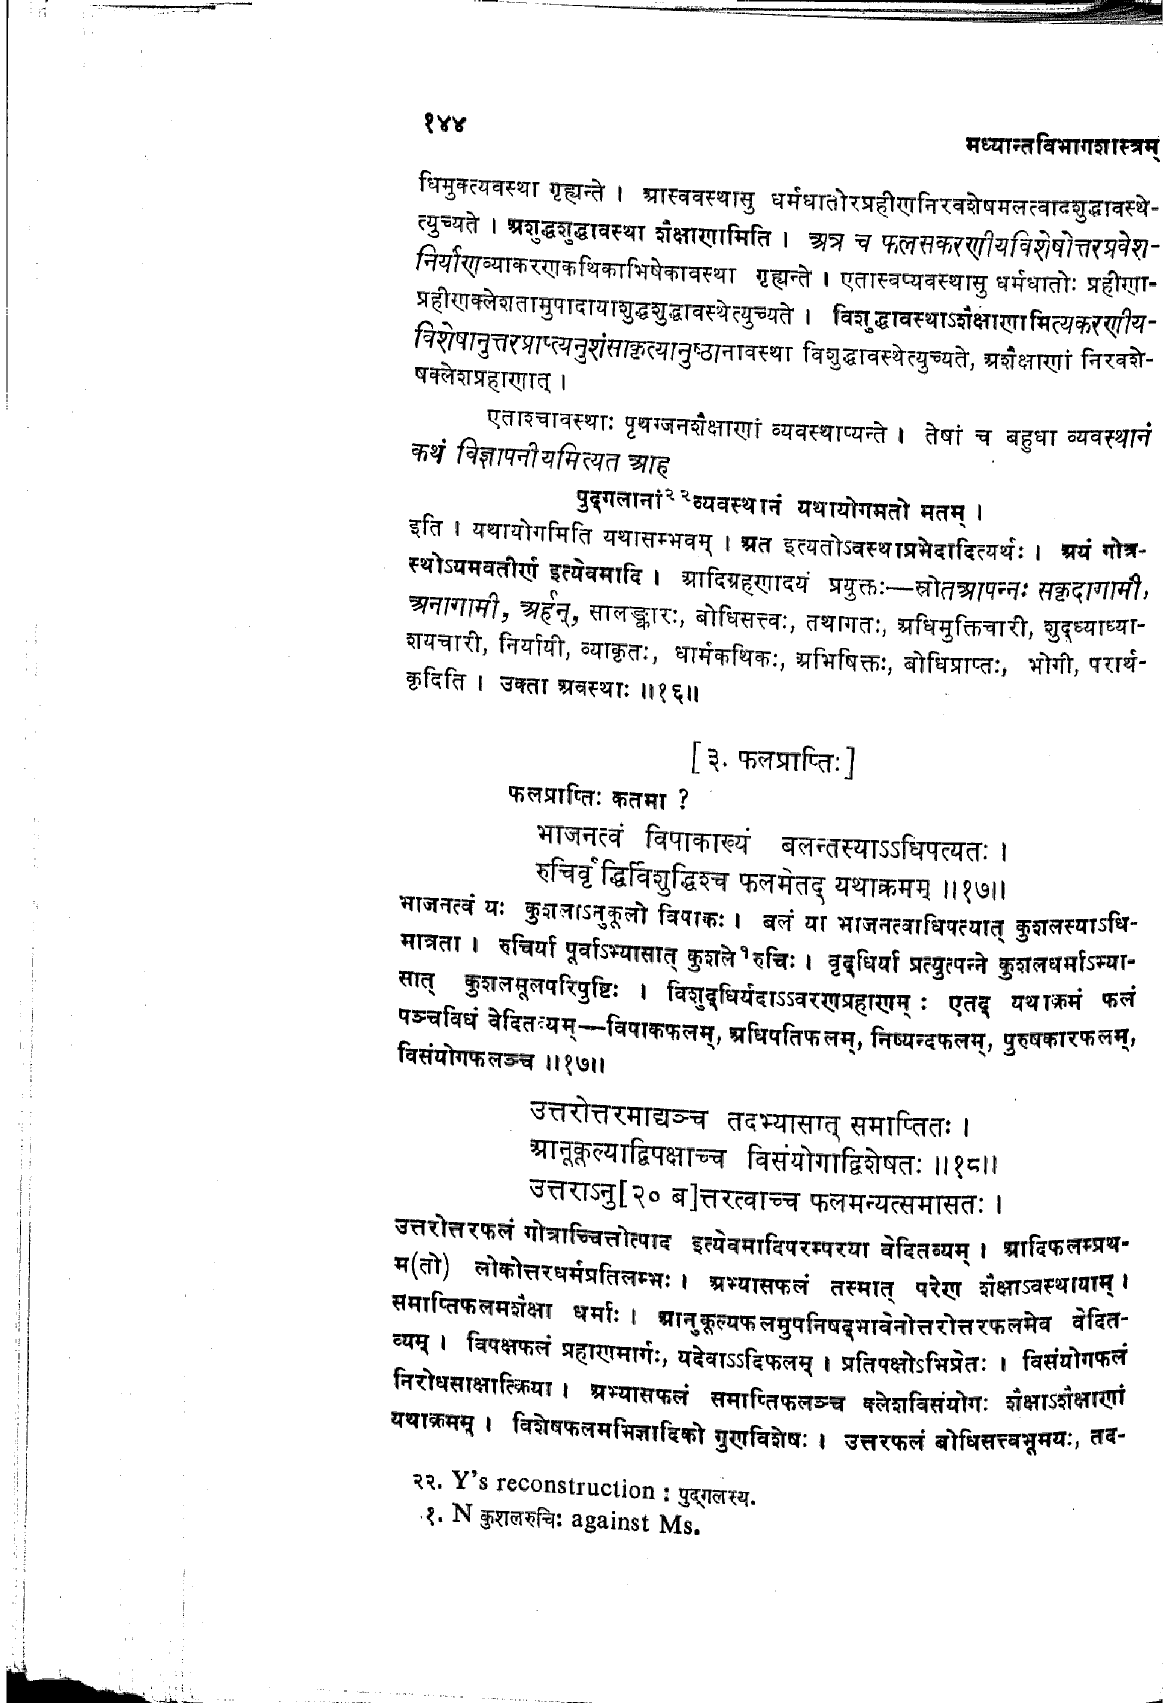 १४४
मध्यान्तविभागशास्त्रम्
धिमुक्त्यवस्था गृह्यन्ते । आस्ववस्थासु धर्मधातोरप्रहीणनिरवशेषमलत्वादशुद्धावस्थे-
त्युच्यते । अशुद्धशुद्धावस्था शैक्षाणामिति । अत्र च फलसकरणीयविशेषोत्तरप्रवेश-
निर्याणव्याकरणकथिकाभिषेकावस्था गृह्यन्ते । एतास्वप्यवस्थासु धर्मधातोः प्रहीणा-
प्रहीणक्लेशतामुपादायाशुद्धशुद्धावस्थेत्युच्यते । विशुद्धावस्थाऽशैक्षाणामित्यकरणीय-
विशेषानुत्तरप्राप्त्यनुशंसाकृत्यानुष्ठानावस्था विशुद्धावस्थेत्युच्यते, अशैक्षाणां निरवशे-
षक्लेशप्रहाणात् ।
एताश्चावस्थाः पृथग्जनशैक्षाणां व्यवस्थाप्यन्ते । तेषां च बहुधा व्यवस्थानं
कथं विज्ञापनीयमित्यत आह
पुद्गलानां२२ व्यवस्थानं यथायोगमतो मतम् ।
इति । यथायोगमिति यथासम्भवम् । अत इत्यतोऽवस्थाप्रभेदादित्यर्थः । अयं गोत्र-
स्थोऽयमवतीर्ण इत्येवमादि । आदिग्रहणादयं प्रयुक्तः—स्रोतआपन्नः सकृदागामी,
अनागामी, अर्हन्, सालङ्कारः, बोधिसत्त्वः, तथागतः, अधिमुक्तिचारी, शुद्ध्याध्या-
शयचारी, निर्यायी, व्याकृतः, धार्मकथिकः, अभिषिक्तः, बोधिप्राप्तः, भोगी, परार्थ-
कृदिति । उक्ता अवस्थाः ॥१६॥
[३. फलप्राप्तिः]
फलप्राप्तिः कतमा ?
भाजनत्वं विपाकाख्यं बलन्तस्याऽऽधिपत्यतः ।
रुचिर्वृद्धिर्विशुद्धिश्च फलमेतद् यथाक्रमम् ॥१७॥
भाजनत्वं यः कुशलाऽनुकूलो विपाकः । बलं या भाजनत्वाधिपत्यात् कुशलस्याऽधि-
मात्रता । रुचिर्या पूर्वाऽभ्यासात् कुशले१ रुचिः । वृद्धिर्या प्रत्युत्पन्ने कुशलधर्माऽभ्या-
सात् कुशलमूलपरिपुष्टिः । विशुद्धिर्यदाऽऽवरणप्रहाणम् : एतद् यथाक्रमं फलं
पञ्चविधं वेदितव्यम्—विपाकफलम्, अधिपतिफलम्, निष्यन्दफलम्, पुरुषकारफलम्,
विसंयोगफलञ्च ॥१७॥
उत्तरोत्तरमाद्यञ्च तदभ्यासात् समाप्तितः ।
आनूकूल्याद्विपक्षाच्च विसंयोगाद्विशेषतः ॥१८॥
उत्तराऽनु[२० ब]त्तरत्वाच्च फलमन्यत्समासतः ।
उत्तरोत्तरफलं गोत्राच्चित्तोत्पाद इत्येवमादिपरम्परया वेदितव्यम् । आदिफलम्प्रथ-
म(तो) लोकोत्तरधर्मप्रतिलम्भः । अभ्यासफलं तस्मात् परेण शैक्षाऽवस्थायाम् ।
समाप्तिफलमशैक्षा धर्माः । आनुकूल्यफलमुपनिषद्भावेनोत्तरोत्तरफलमेव वेदित-
व्यम् । विपक्षफलं प्रहाणमार्गः, यदेवाऽऽदिफलम् । प्रतिपक्षोऽभिप्रेतः । विसंयोगफलं
निरोधसाक्षात्क्रिया । अभ्यासफलं समाप्तिफलञ्च क्लेशविसंयोगः शैक्षाऽशैक्षाणां
यथाक्रमम् । विशेषफलमभिज्ञादिको गुणविशेषः । उत्तरफलं बोधिसत्त्वभूमयः, तद-
२२. Y's reconstruction : पुद्गलस्य.
१. N कुशलरुचिः against Ms.